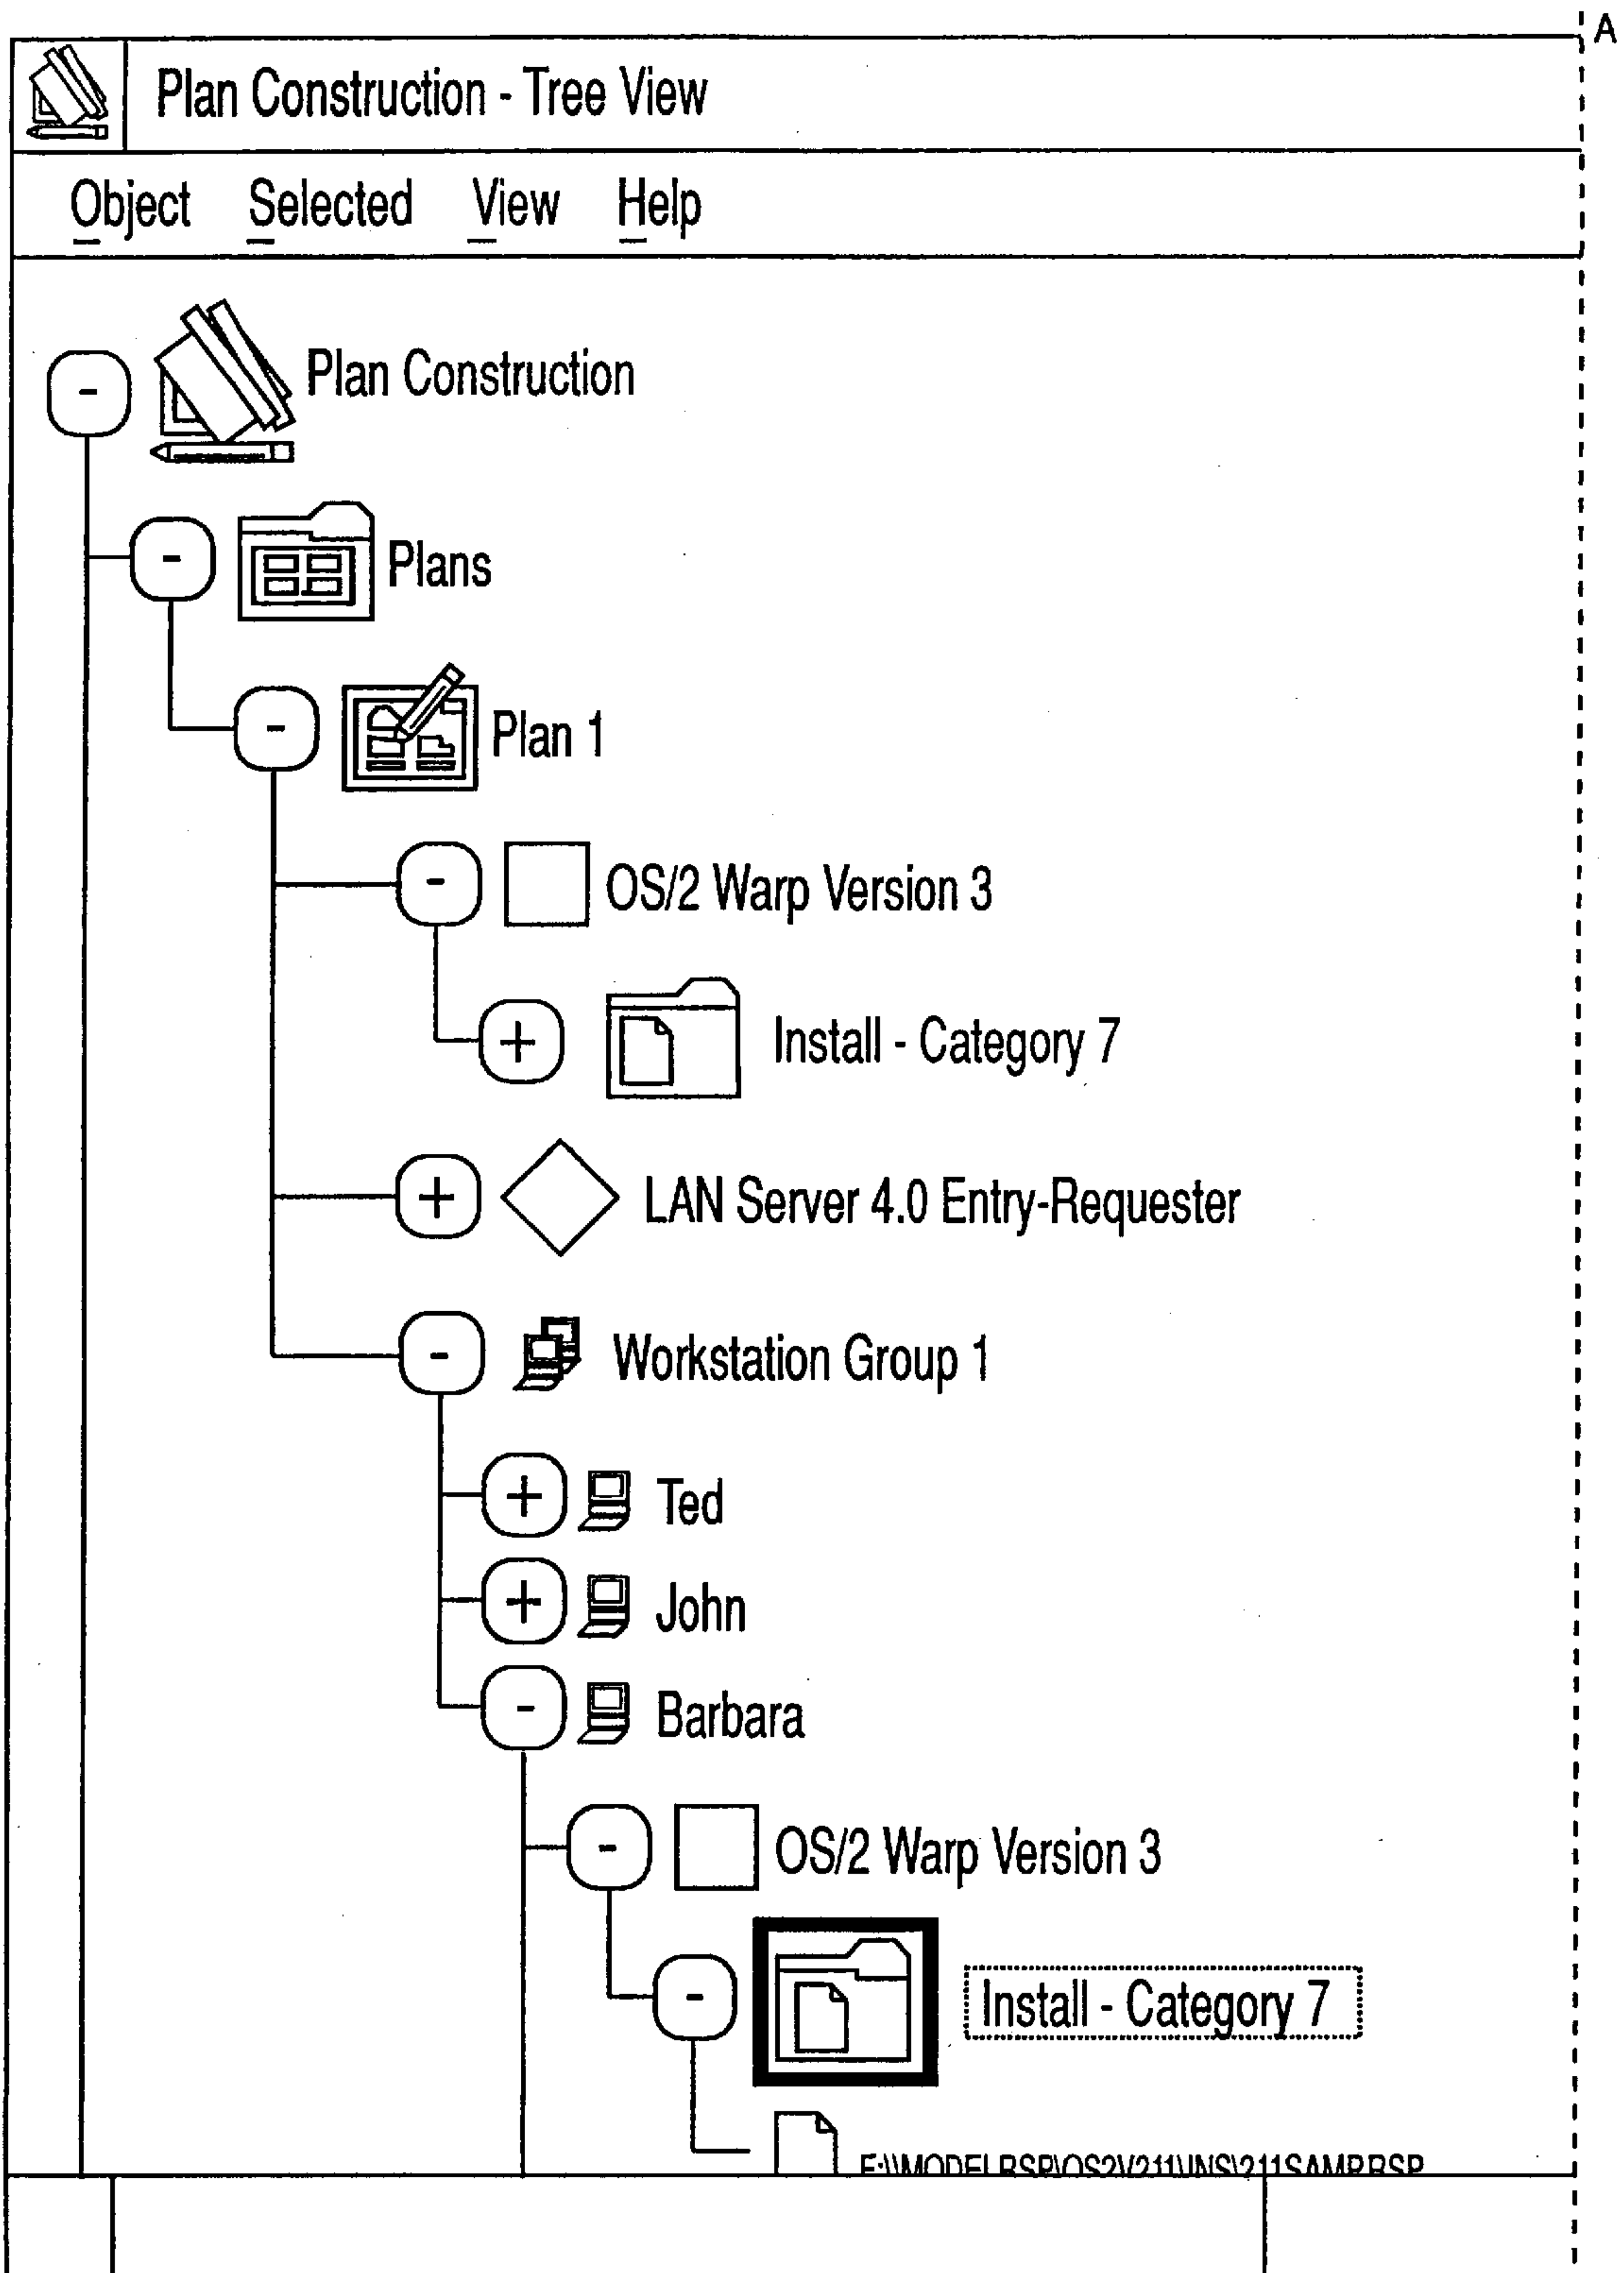 A
Plan Construction - Tree View
Object Selected View Help
Plan Construction
Plans
Plan 1
OS/2 Warp Version 3
Install - Category 7
LAN Server 4.0 Entry-Requester
Workstation Group 1
Ted
John
Barbara
OS/2 Warp Version 3
Install - Category 7